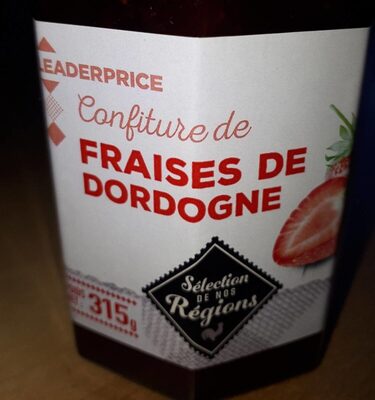 LEADERPRICE
Confiture de
FRAISES DE
DORDOGNE
Sélection
DE NOS
Régions
315g